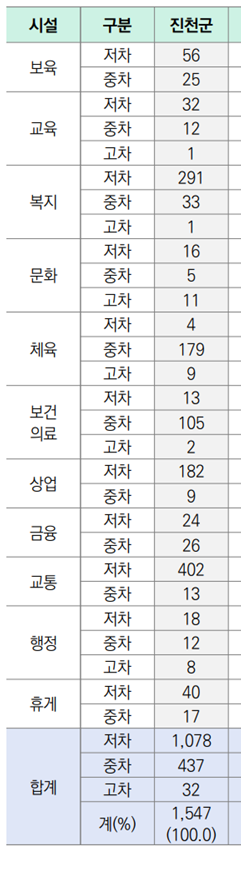 시설 구분 진천군
보육 저차 56
중차 25
교육 저차 32
중차 12
고차 1
복지 저차 291
중차 33
고차 1
문화 저차 16
중차 5
고차 11
체육 저차 4
중차 179
고차 9
보건
의료 저차 13
중차 105
고차 2
상업 저차 182
중차 9
금융 저차 24
중차 26
교통 저차 402
중차 13
행정 저차 18
중차 12
고차 8
휴게 저차 40
중차 17
합계 저차 1,078
중차 437
고차 32
계(%) 1,547
(100.0)